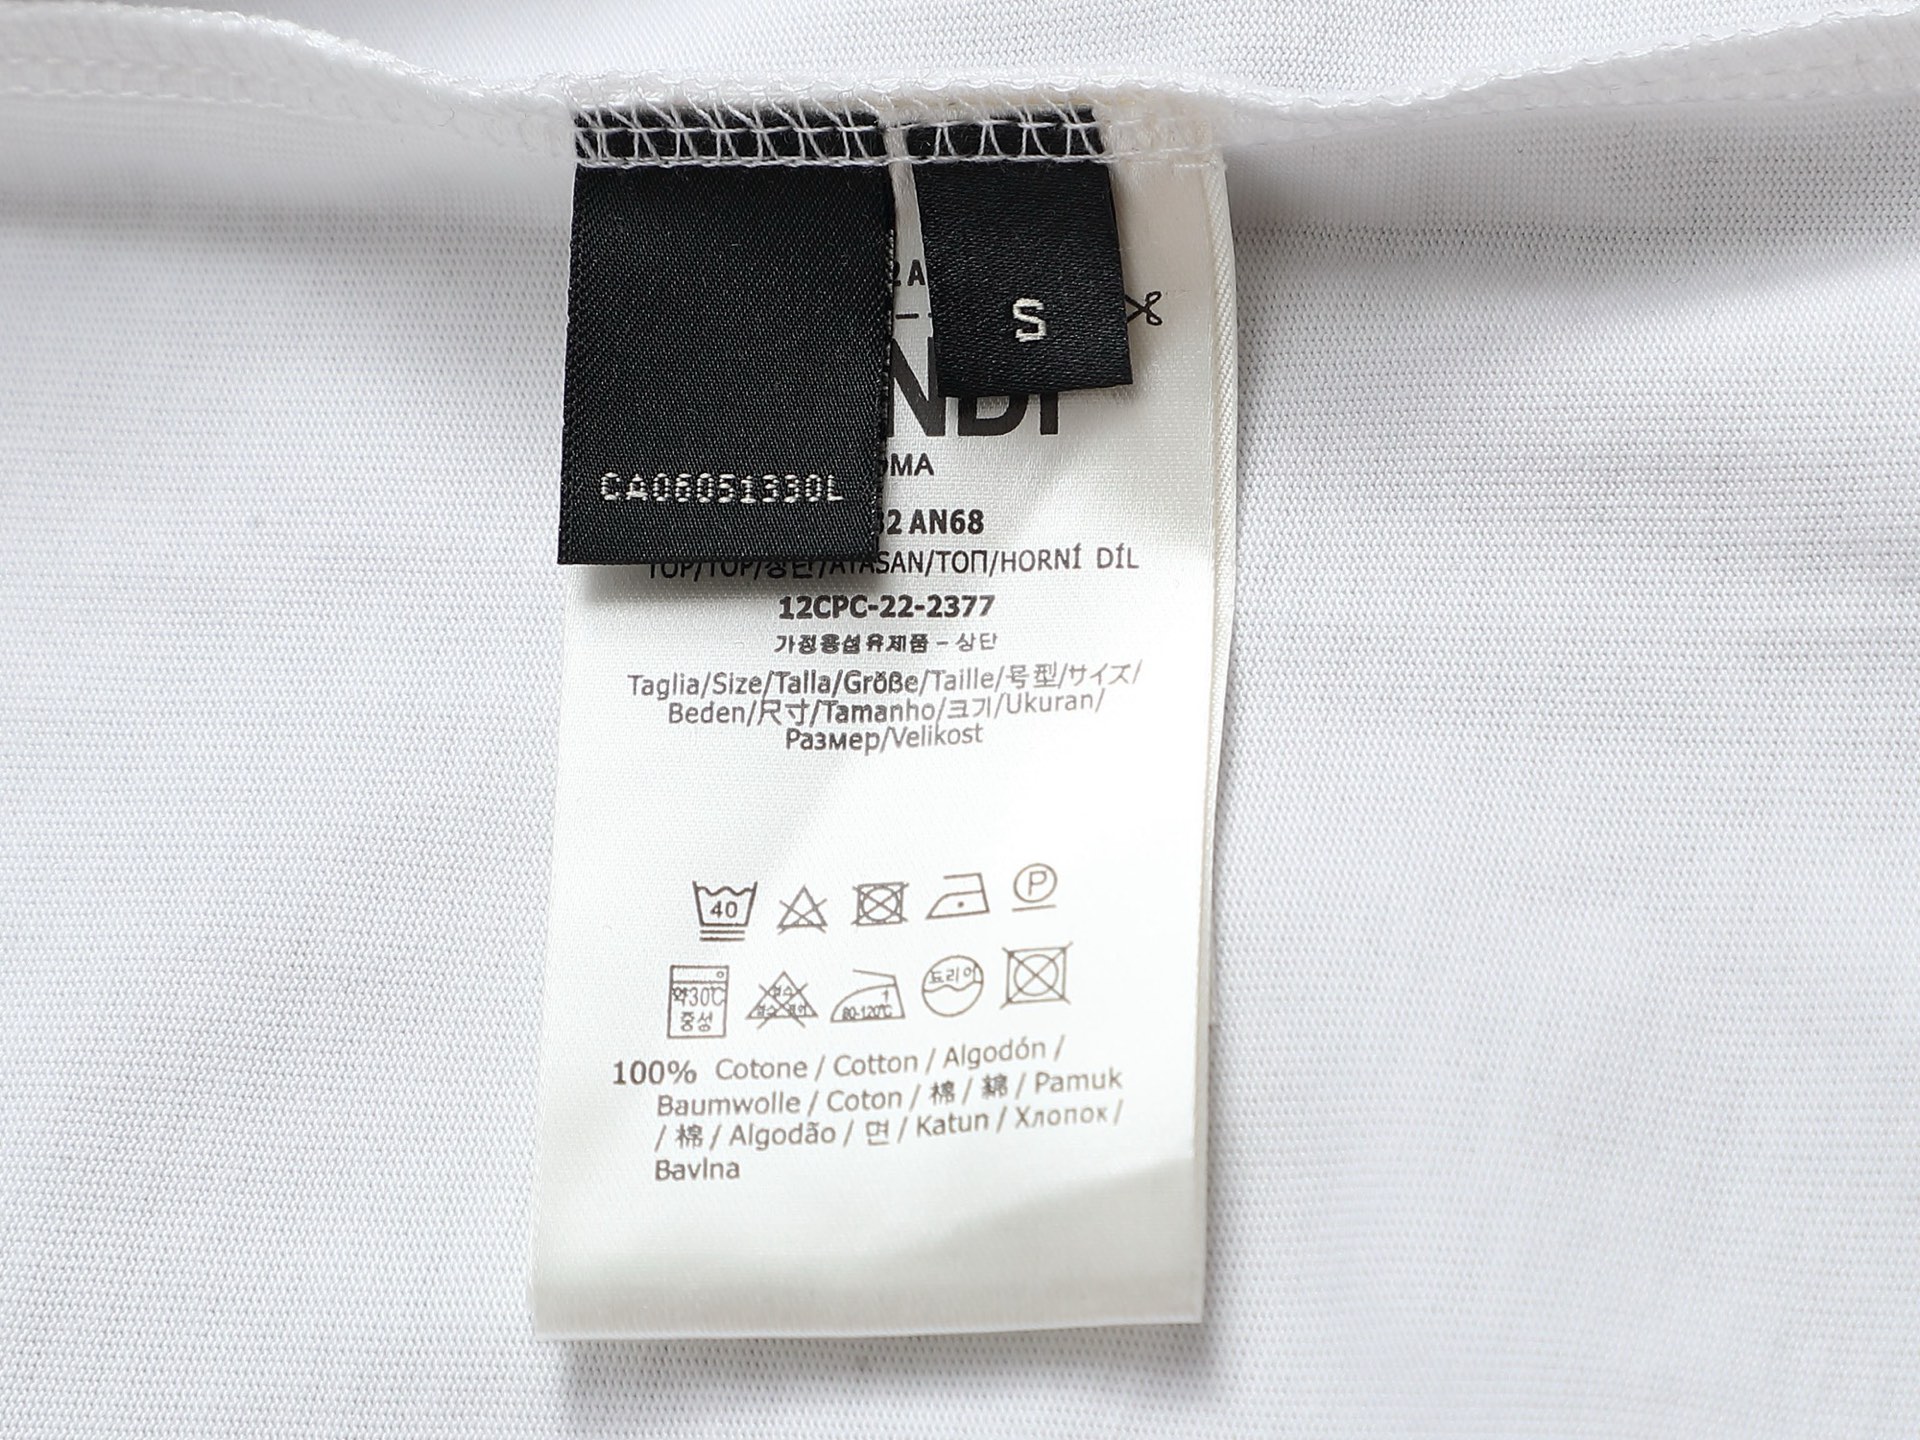 2 A
S
NDI
OMA
CA06051330L
32 AN68
TOP/TOP/상단/ATASAN/ТОП/HORNÍ DÍL
12CPC-22-2377
가정용섬유제품 - 상단
Taglia/Size/Talla/Größe/Taille/号型/サイズ/
Beden/尺寸/Tamanho/크기/Ukuran/
Размер/Velikost
40
P
약30℃
중성
염소
80-120℃
드라이
100% Cotone / Cotton / Algodón /
Baumwolle / Coton / 棉 / 綿 / Pamuk
/ 棉 / Algodão / 면 / Katun / Хлопок /
Bavlna